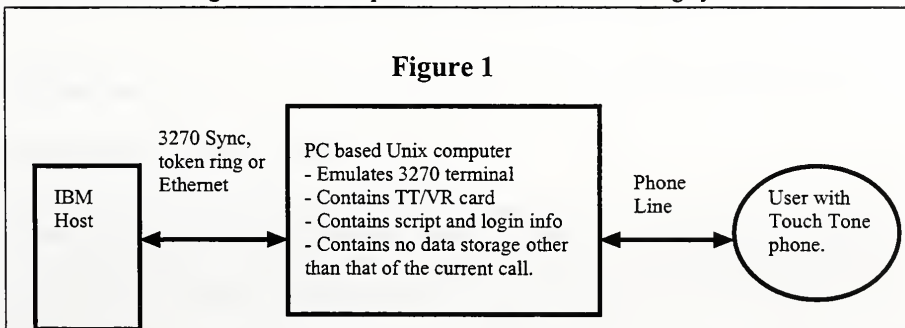 Figure 1
3270 Sync,
token ring or
Ethernet
IBM
Host
PC based Unix computer
- Emulates 3270 terminal
- Contains TT/VR card
- Contains script and login info
- Contains no data storage other
than that of the current call.
Phone
Line
User with
Touch Tone
phone.